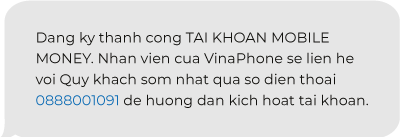 Dang ky thanh cong TAI KHOAN MOBILE
MONEY. Nhan vien cua VinaPhone se lien he
voi Quy khach som nhat qua so dien thoai
0888001091 de huong dan kich hoat tai khoan.